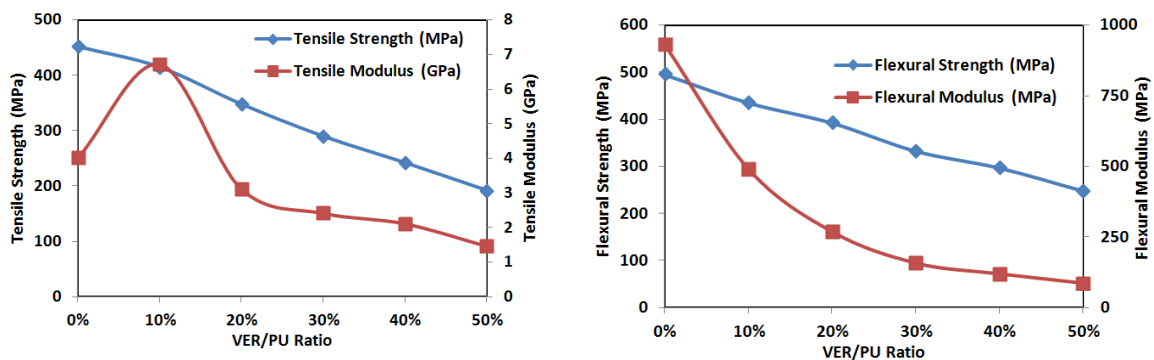 500
400
300
200
100
0
Tensile Strength (MPa)
Tensile Strength (MPa)
Tensile Modulus (GPa)
8
7
6
5
4
3
2
1
0
Tensile Modulus (GPa)
0% 10% 20% 30% 40% 50%
VER/PU Ratio
600
500
400
300
200
100
0
Flexural Strength (MPa)
Flexural Strength (MPa)
Flexural Modulus (MPa)
1000
750
500
250
0
Flexural Modulus (MPa)
0% 10% 20% 30% 40% 50%
VER/PU Ratio